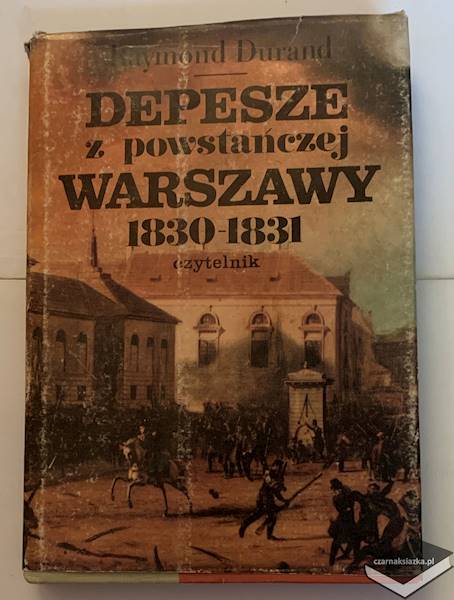 Raymond Durand
DEPESZE
z powstańczej
WARSZAWY
1830-1831
czytelnik
czarnaksiazka.pl